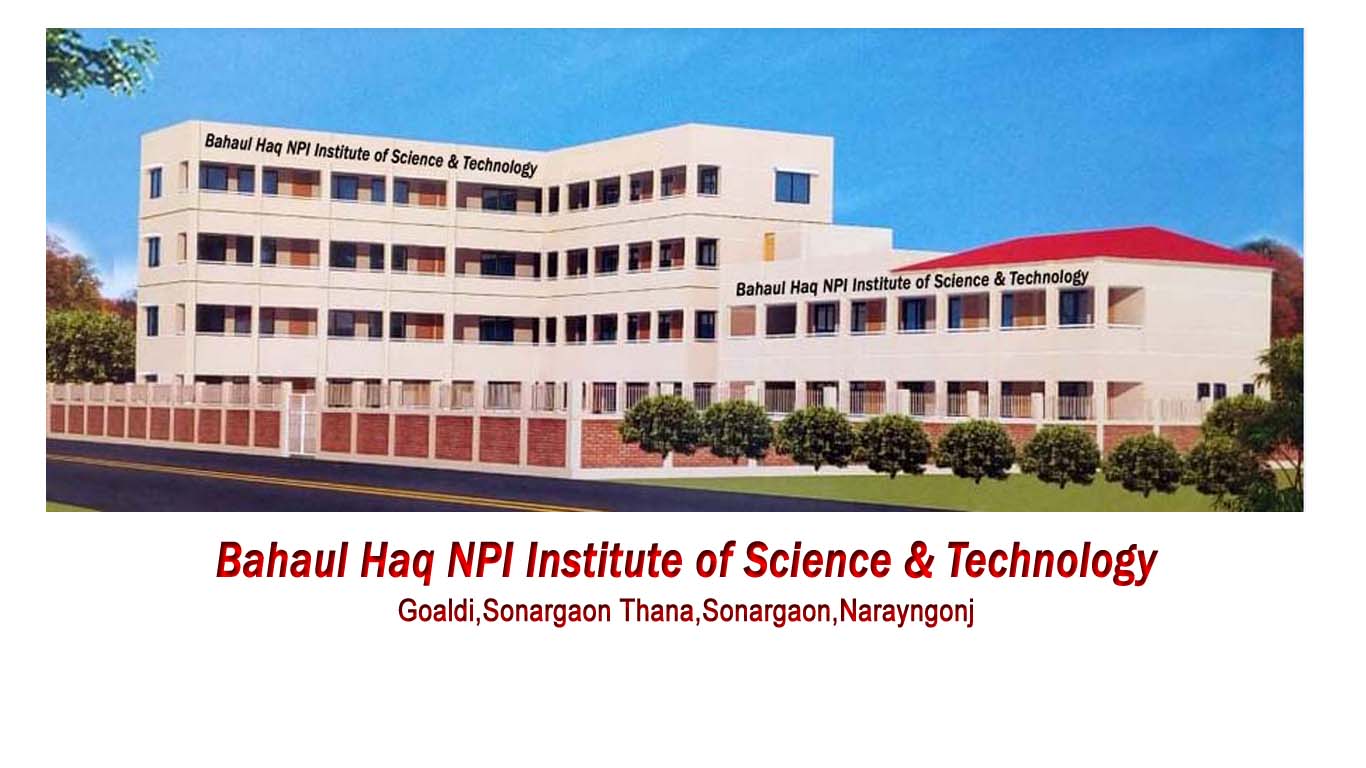 Bahaul Haq NPI Institute of Science & Technology
Bahaul Haq NPI Institute of Science & Technology
Bahaul Haq NPI Institute of Science & Technology
Goaldi,Sonargaon Thana,Sonargaon,Narayngonj